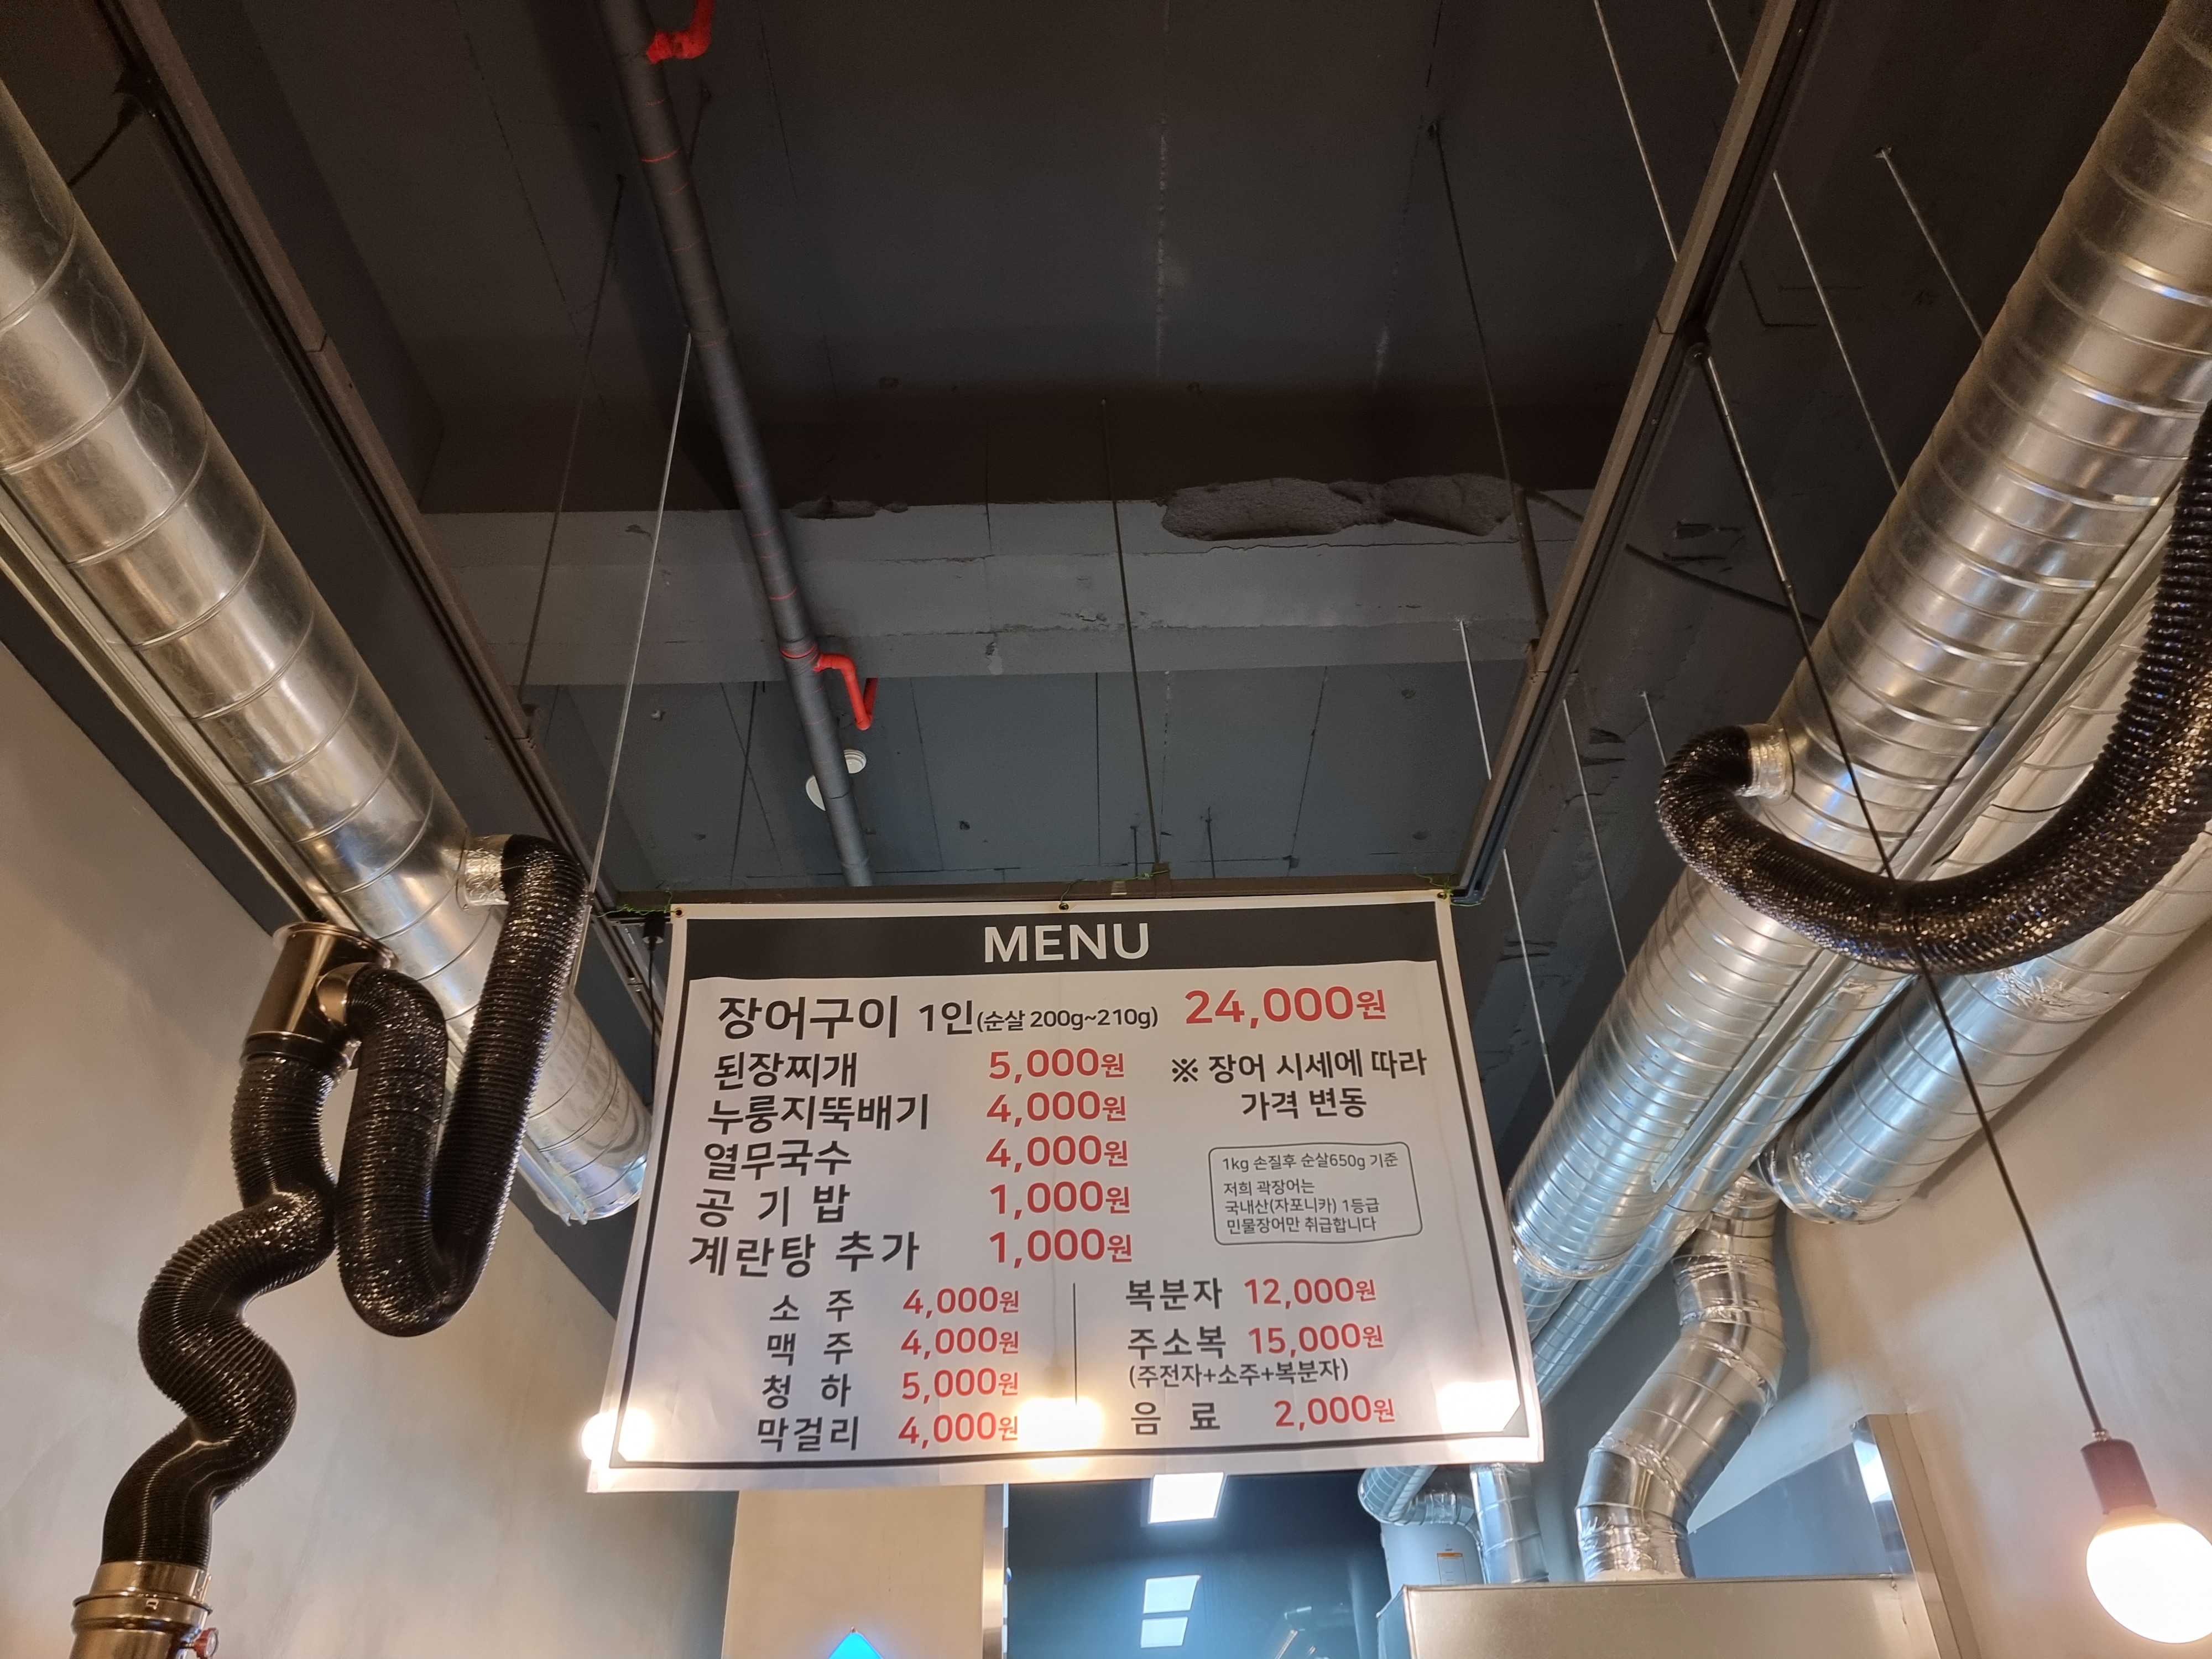 MENU
장어구이 1인(순살 200g~210g) 24,000원
된장찌개 5,000원
누룽지뚝배기 4,000원
열무국수 4,000원
공 기 밥 1,000원
계란탕 추가 1,000원
※ 장어 시세에 따라
가격 변동
1kg 손질후 순살650g 기준
저희 곽장어는
국내산(자포니카) 1등급
민물장어만 취급합니다
소 주 4,000원
맥 주 4,000원
청 하 5,000원
막걸리 4,000원
복분자 12,000원
주소복 15,000원
(주전자+소주+복분자)
음 료 2,000원